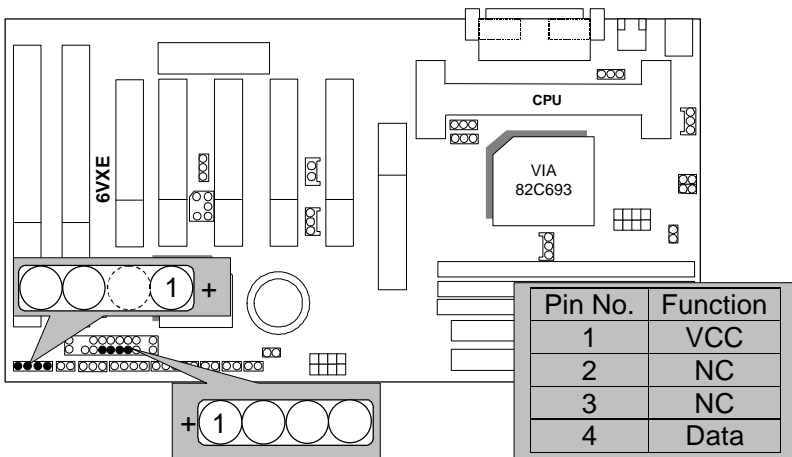 CPU
6VXE
VIA
82C693
1 +
+ 1
Pin No. Function
1 VCC
2 NC
3 NC
4 Data